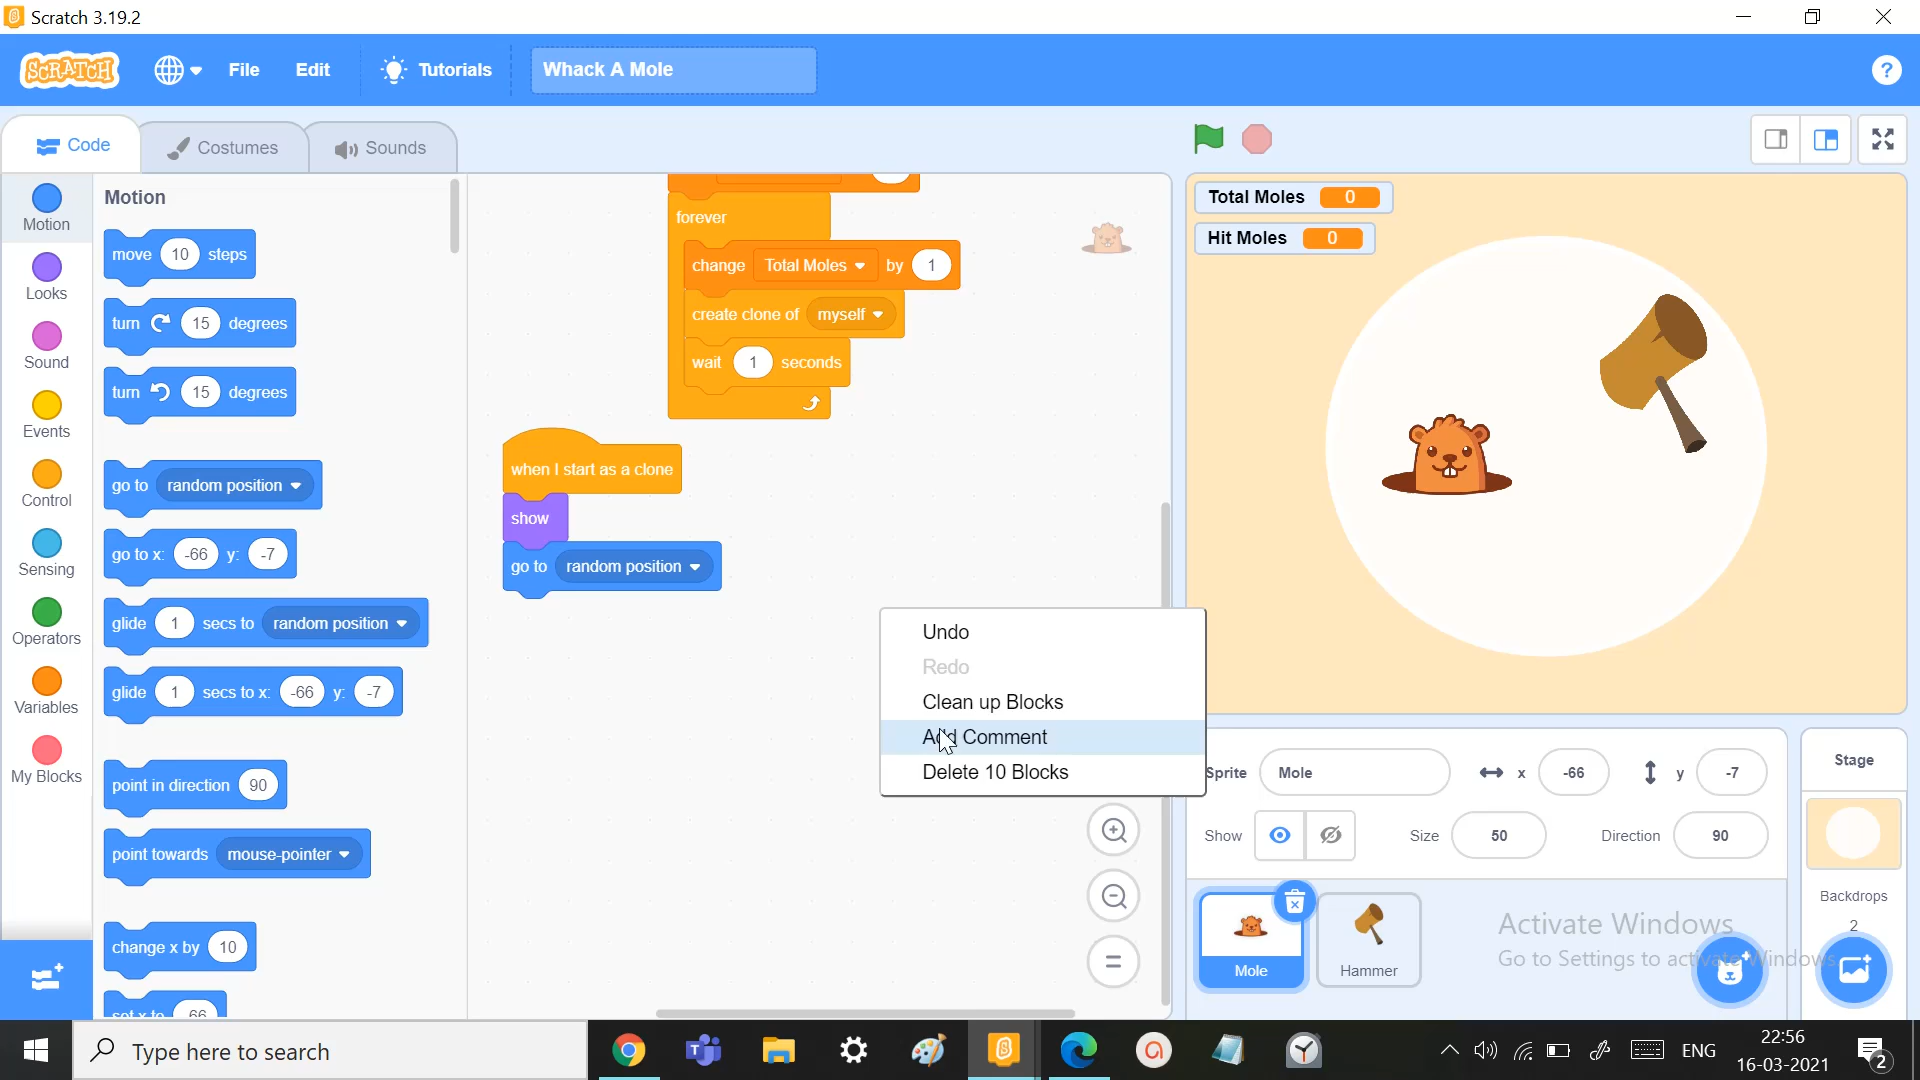 Scratch 3.19.2
SCRATCH
File
Edit
Tutorials
Whack A Mole
Code
Costumes
Sounds
Motion
Looks
Sound
Events
Control
Sensing
Operators
Variables
My Blocks
Motion
move 10 steps
turn 15 degrees
turn 15 degrees
go to random position
go to x: -66 y: -7
glide 1 secs to random position
glide 1 secs to x: -66 y: -7
point in direction 90
point towards mouse-pointer
change x by 10
set x to -66
forever
change Total Moles by 1
create clone of myself
wait 1 seconds
when I start as a clone
show
go to random position
Undo
Redo
Clean up Blocks
Add Comment
Delete 10 Blocks
Total Moles 0
Hit Moles 0
Sprite Mole x -66 y -7
Show Size 50 Direction 90
Mole
Hammer
Stage
Backdrops
2
Activate Windows
Go to Settings to activate Windows.
Type here to search
ENG
22:56
16-03-2021
2